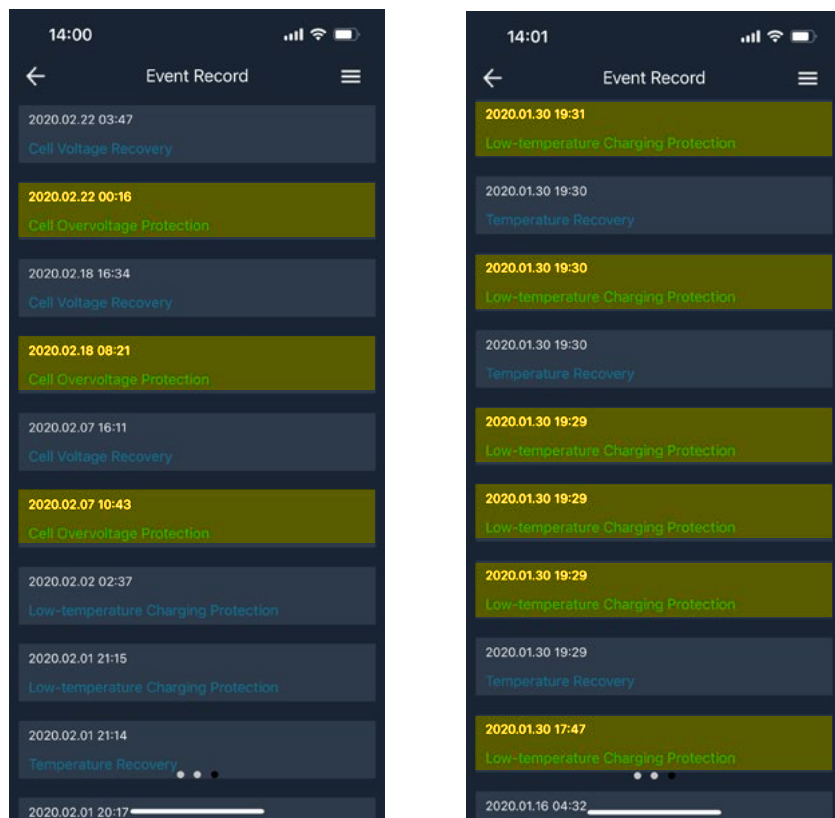 14:00
Event Record
2020.02.22 03:47
Cell Voltage Recovery
2020.02.22 00:16
Cell Overvoltage Protection
2020.02.18 16:34
Cell Voltage Recovery
2020.02.18 08:21
Cell Overvoltage Protection
2020.02.07 16:11
Cell Voltage Recovery
2020.02.07 10:43
Cell Overvoltage Protection
2020.02.02 02:37
Low-temperature Charging Protection
2020.02.01 21:15
Low-temperature Charging Protection
2020.02.01 21:14
Temperature Recovery
2020.02.01 20:17
14:01
Event Record
2020.01.30 19:31
Low-temperature Charging Protection
2020.01.30 19:30
Temperature Recovery
2020.01.30 19:30
Low-temperature Charging Protection
2020.01.30 19:30
Temperature Recovery
2020.01.30 19:29
Low-temperature Charging Protection
2020.01.30 19:29
Low-temperature Charging Protection
2020.01.30 19:29
Low-temperature Charging Protection
2020.01.30 19:29
Temperature Recovery
2020.01.30 17:47
Low-temperature Charging Protection
2020.01.16 04:32